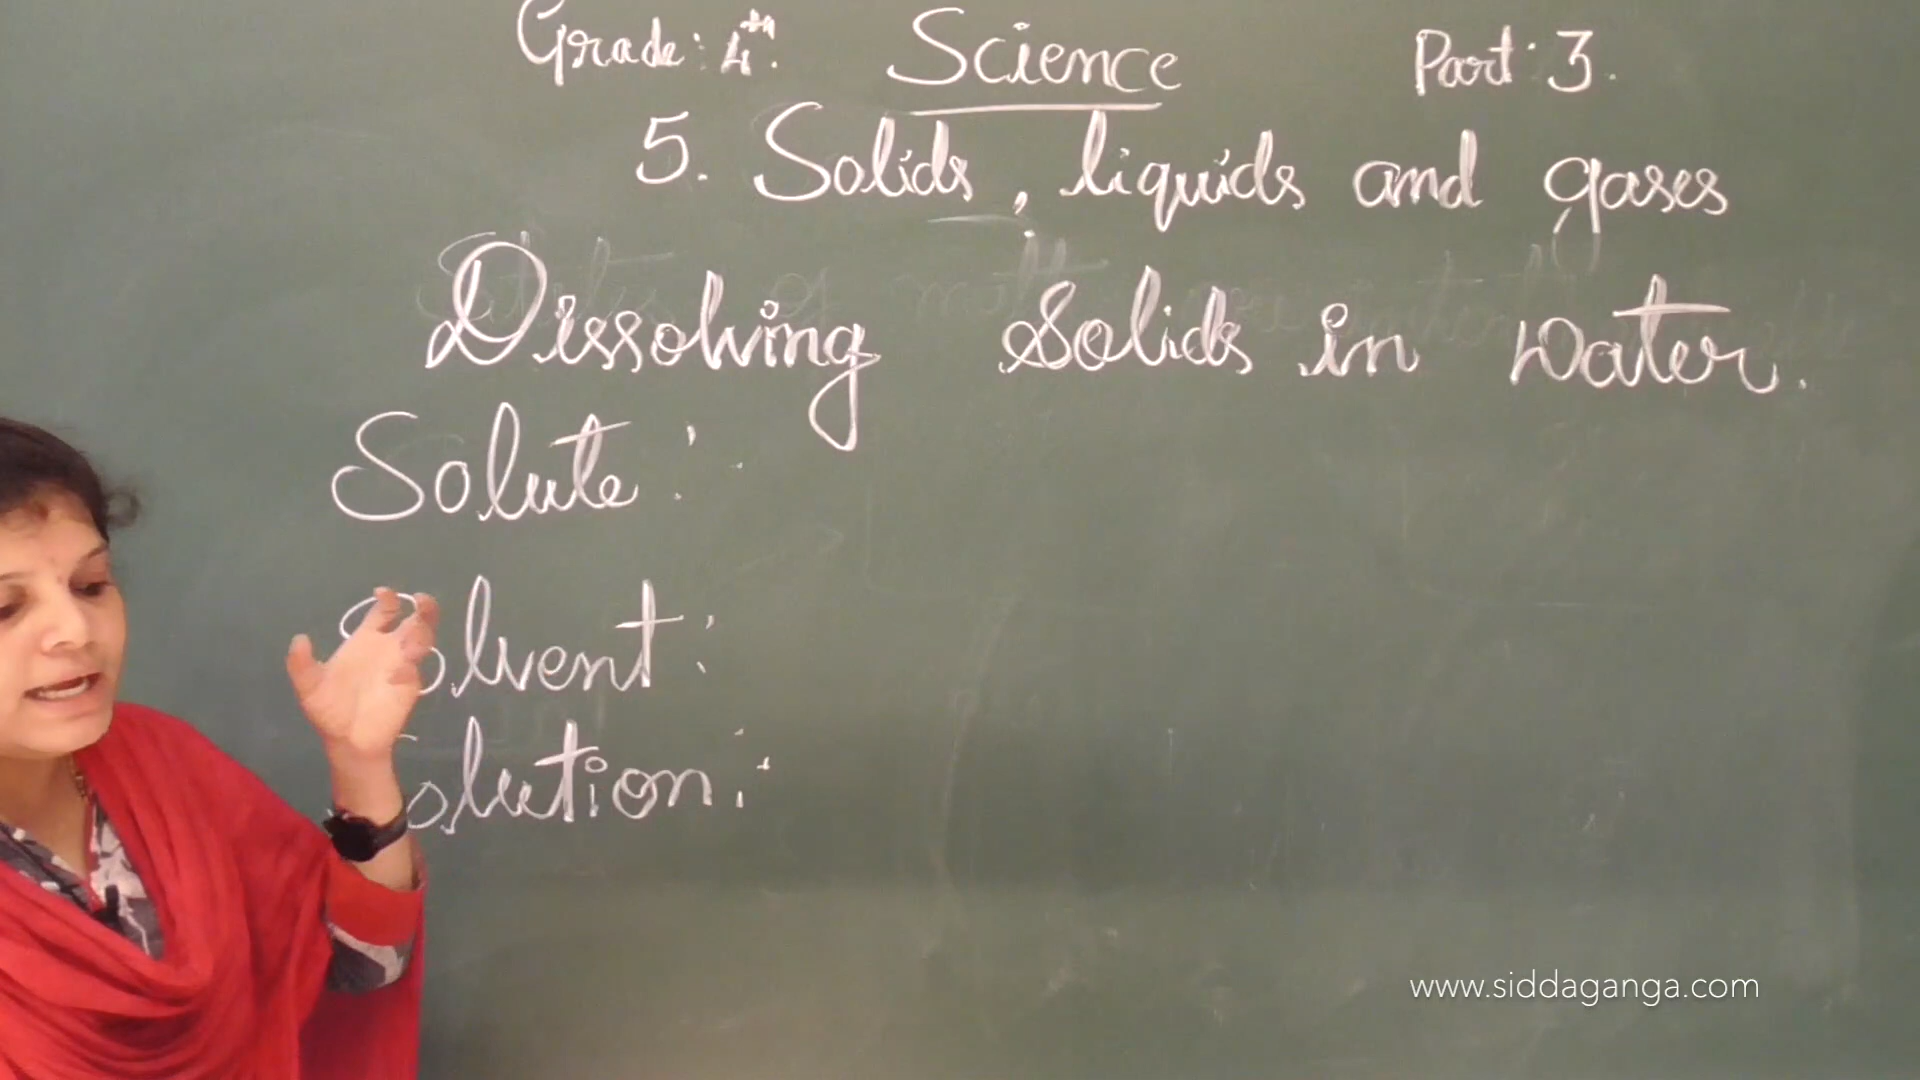 Grade: 4th. Science Part: 3.
5. Solids, liquids and gases
Dissolving Solids in water.
Solute:
Solvent:
Solution:
www.siddaganga.com